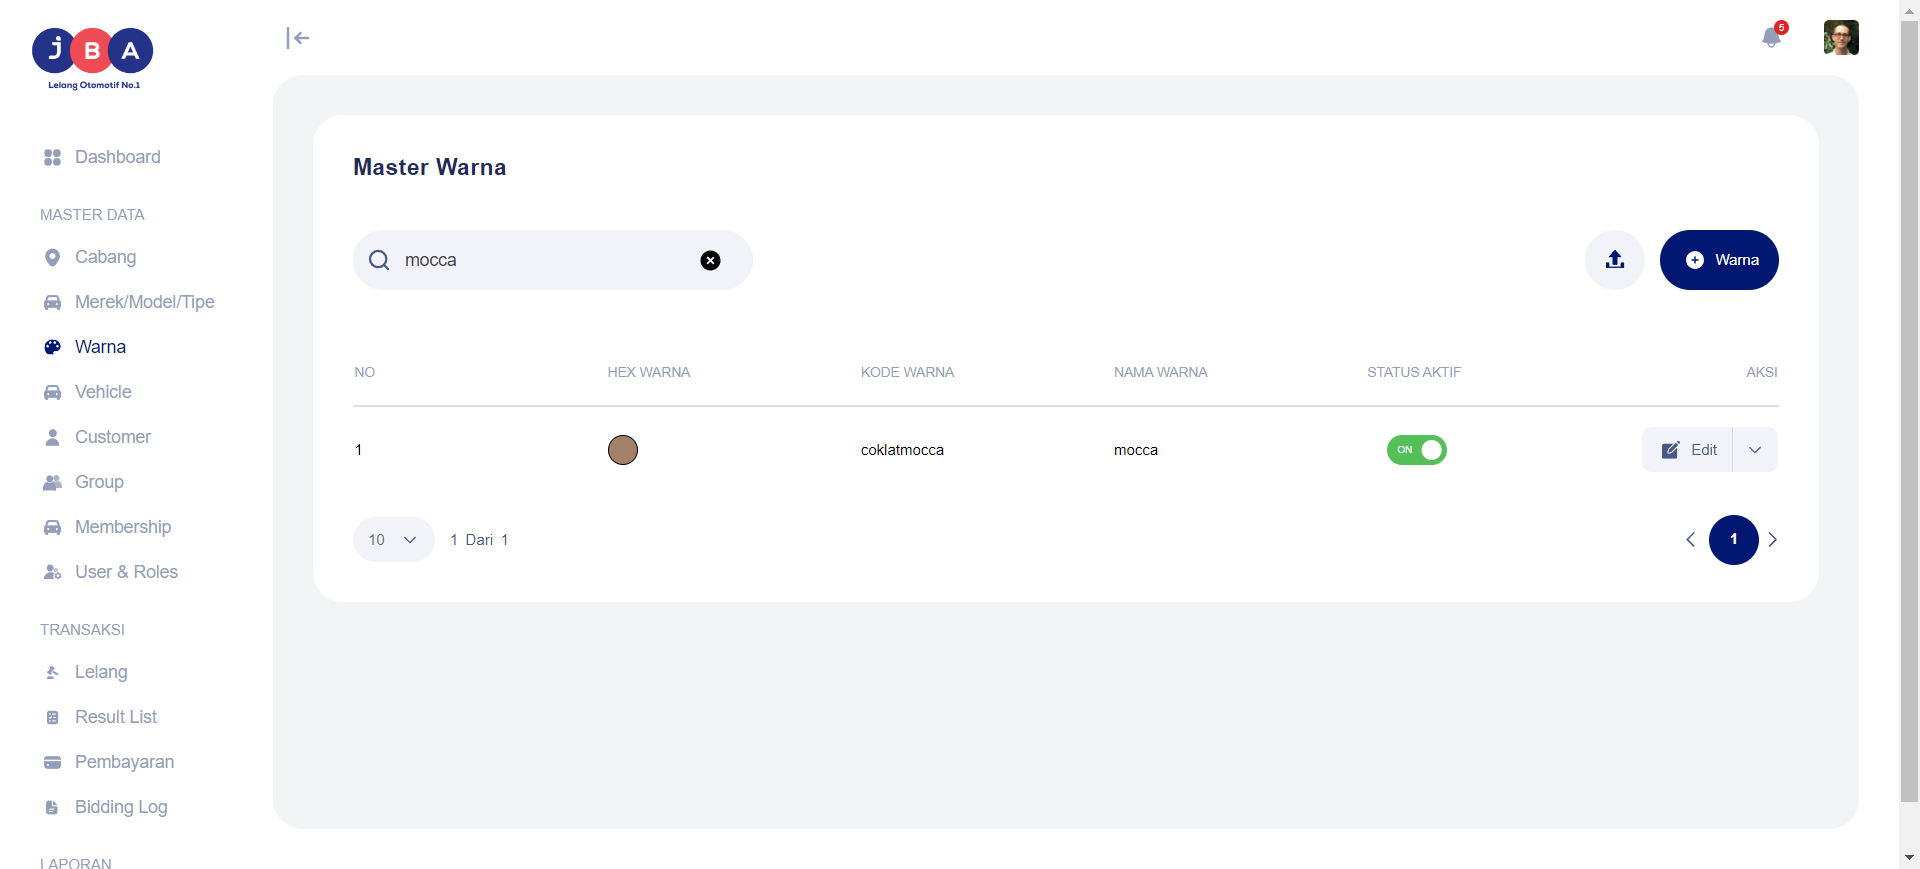 JBA
Lelang Otomotif No.1
5
Dashboard
MASTER DATA
Cabang
Merek/Model/Tipe
Warna
Vehicle
Customer
Group
Membership
User & Roles
TRANSAKSI
Lelang
Result List
Pembayaran
Bidding Log
LAPORAN
Master Warna
mocca
Warna
NO HEX WARNA KODE WARNA NAMA WARNA STATUS AKTIF AKSI
1 coklatmocca mocca ON Edit
10 1 Dari 1 1